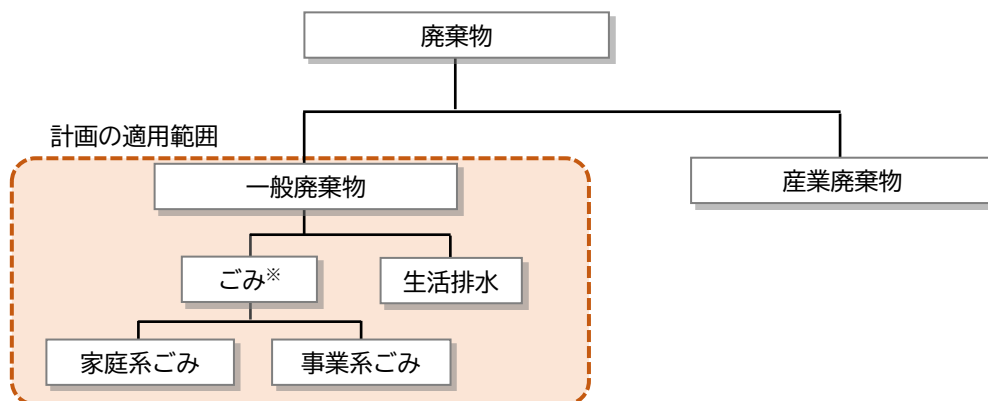 廃棄物
計画の適用範囲
一般廃棄物
産業廃棄物
ごみ※
生活排水
家庭系ごみ
事業系ごみ